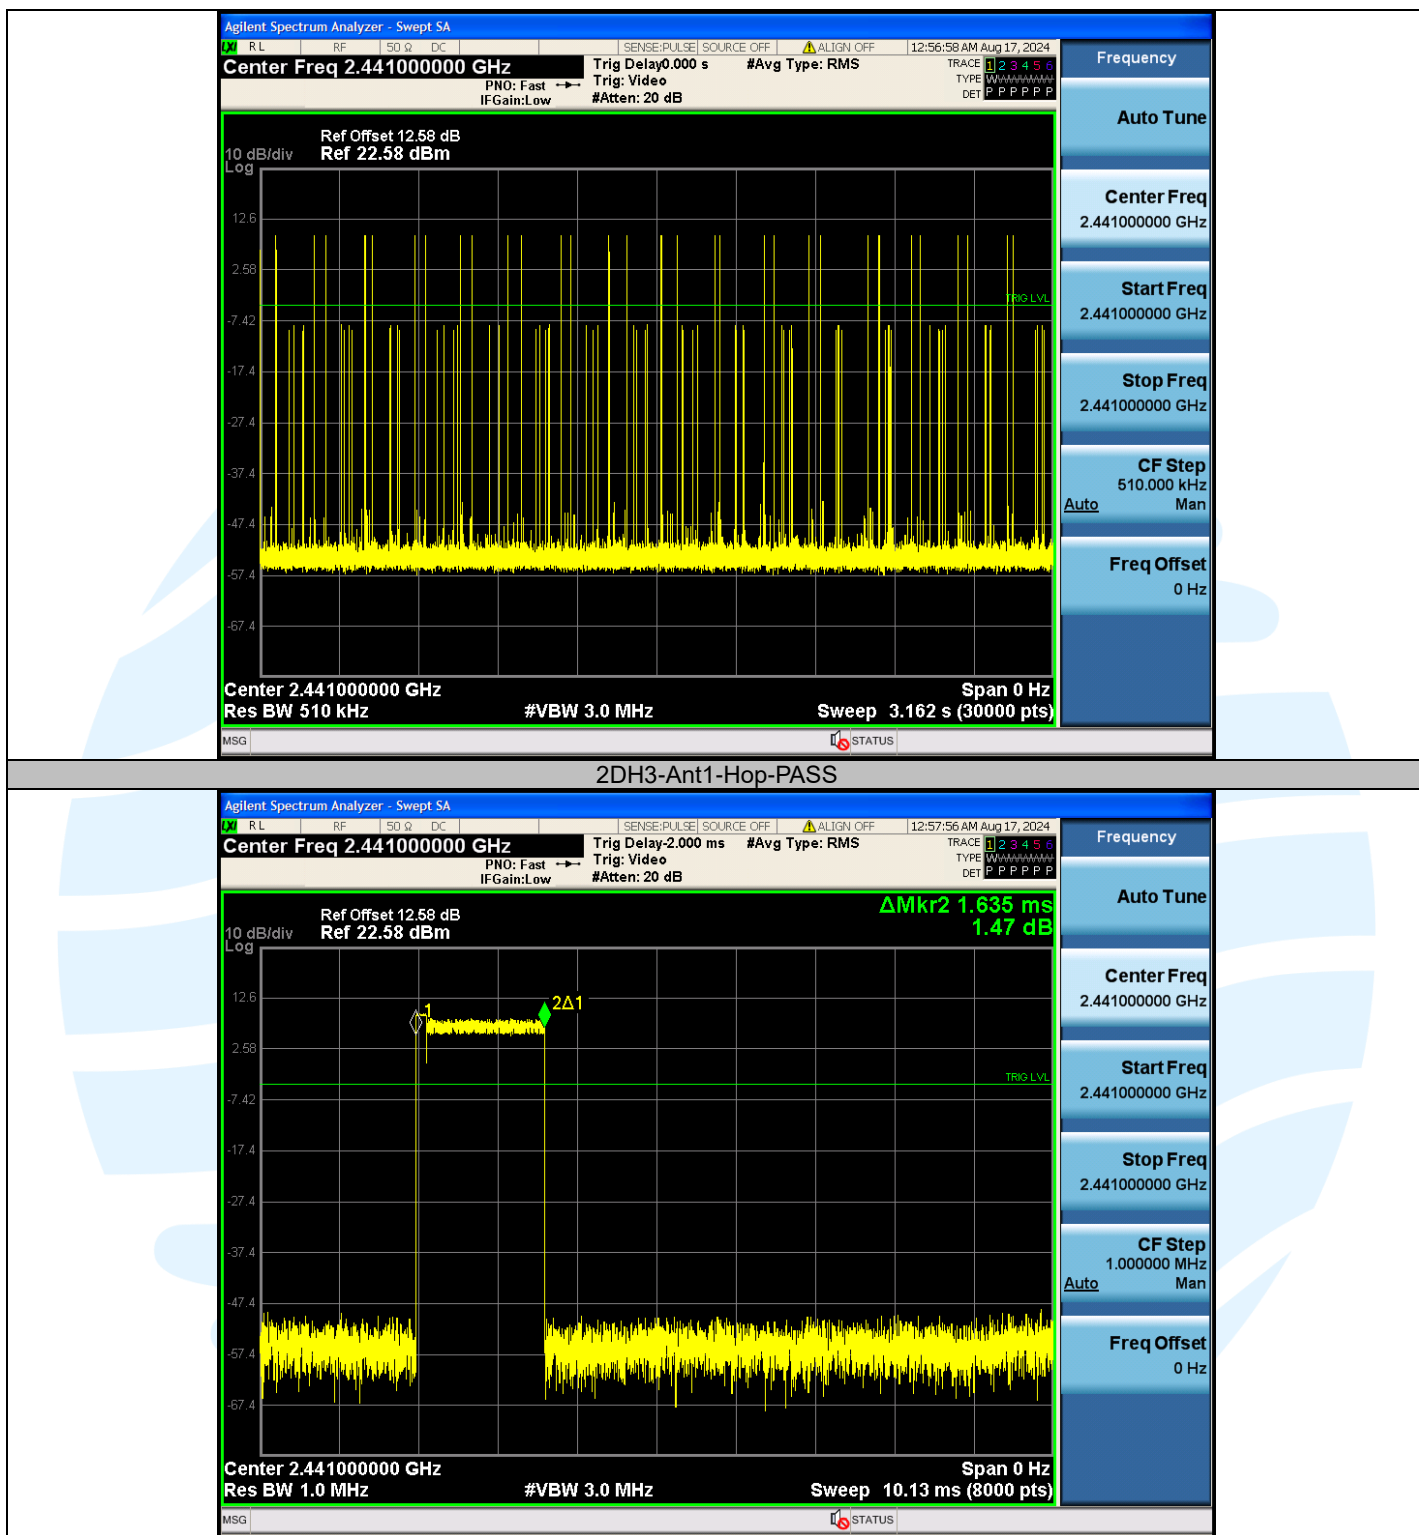 Agilent Spectrum Analyzer - Swept SA
LXI RL RF 50 Ω DC SENSE:PULSE SOURCE OFF ALIGN OFF 12:56:58 AM Aug 17, 2024
Center Freq 2.441000000 GHz Trig Delay0.000 s #Avg Type: RMS TRACE 1 2 3 4 5 6
PNO: Fast Trig: Video TYPE
IFGain:Low #Atten: 20 dB DET P P P P P P
Ref Offset 12.58 dB
10 dB/div Ref 22.58 dBm
Log
12.6
2.58
TRIG LVL
-7.42
-17.4
-27.4
-37.4
-47.4
-57.4
-67.4
Center 2.441000000 GHz Span 0 Hz
Res BW 510 kHz #VBW 3.0 MHz Sweep 3.162 s (30000 pts)
MSG STATUS
Frequency
Auto Tune
Center Freq
2.441000000 GHz
Start Freq
2.441000000 GHz
Stop Freq
2.441000000 GHz
CF Step
510.000 kHz
Auto Man
Freq Offset
0 Hz
2DH3-Ant1-Hop-PASS
Agilent Spectrum Analyzer - Swept SA
LXI RL RF 50 Ω DC SENSE:PULSE SOURCE OFF ALIGN OFF 12:57:56 AM Aug 17, 2024
Center Freq 2.441000000 GHz Trig Delay-2.000 ms #Avg Type: RMS TRACE 1 2 3 4 5 6
PNO: Fast Trig: Video TYPE
IFGain:Low #Atten: 20 dB DET P P P P P P
ΔMkr2 1.635 ms
1.47 dB
Ref Offset 12.58 dB
10 dB/div Ref 22.58 dBm
Log
12.6
1 2Δ1
2.58
TRIG LVL
-7.42
-17.4
-27.4
-37.4
-47.4
-57.4
-67.4
Center 2.441000000 GHz Span 0 Hz
Res BW 1.0 MHz #VBW 3.0 MHz Sweep 10.13 ms (8000 pts)
MSG STATUS
Frequency
Auto Tune
Center Freq
2.441000000 GHz
Start Freq
2.441000000 GHz
Stop Freq
2.441000000 GHz
CF Step
1.000000 MHz
Auto Man
Freq Offset
0 Hz